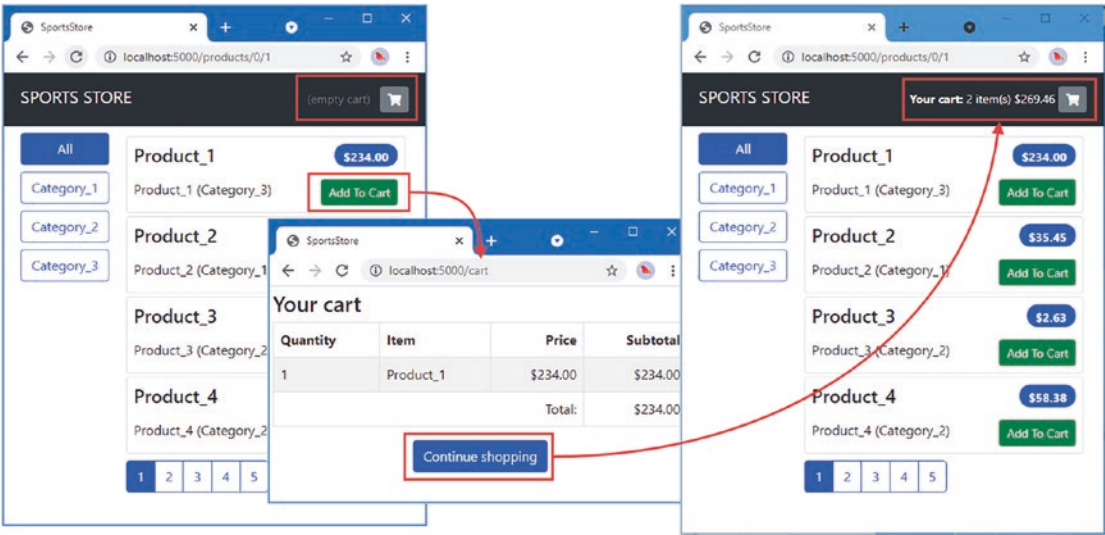 SportsStore
localhost:5000/products/0/1
SPORTS STORE
(empty cart)
All
Category_1
Category_2
Category_3
Product_1
$234.00
Product_1 (Category_3)
Add To Cart
Product_2
Product_2 (Category_1
Product_3
Product_3 (Category_2
Product_4
Product_4 (Category_2
1 2 3 4 5
SportsStore
localhost:5000/cart
Your cart
Quantity Item Price Subtotal
1 Product_1 $234.00 $234.00
Total: $234.00
Continue shopping
SportsStore
localhost:5000/products/0/1
SPORTS STORE
Your cart: 2 item(s) $269.46
All
Category_1
Category_2
Category_3
Product_1
$234.00
Product_1 (Category_3)
Add To Cart
Product_2
$35.45
Product_2 (Category_1)
Add To Cart
Product_3
$2.63
Product_3 (Category_2)
Add To Cart
Product_4
$58.38
Product_4 (Category_2)
Add To Cart
1 2 3 4 5